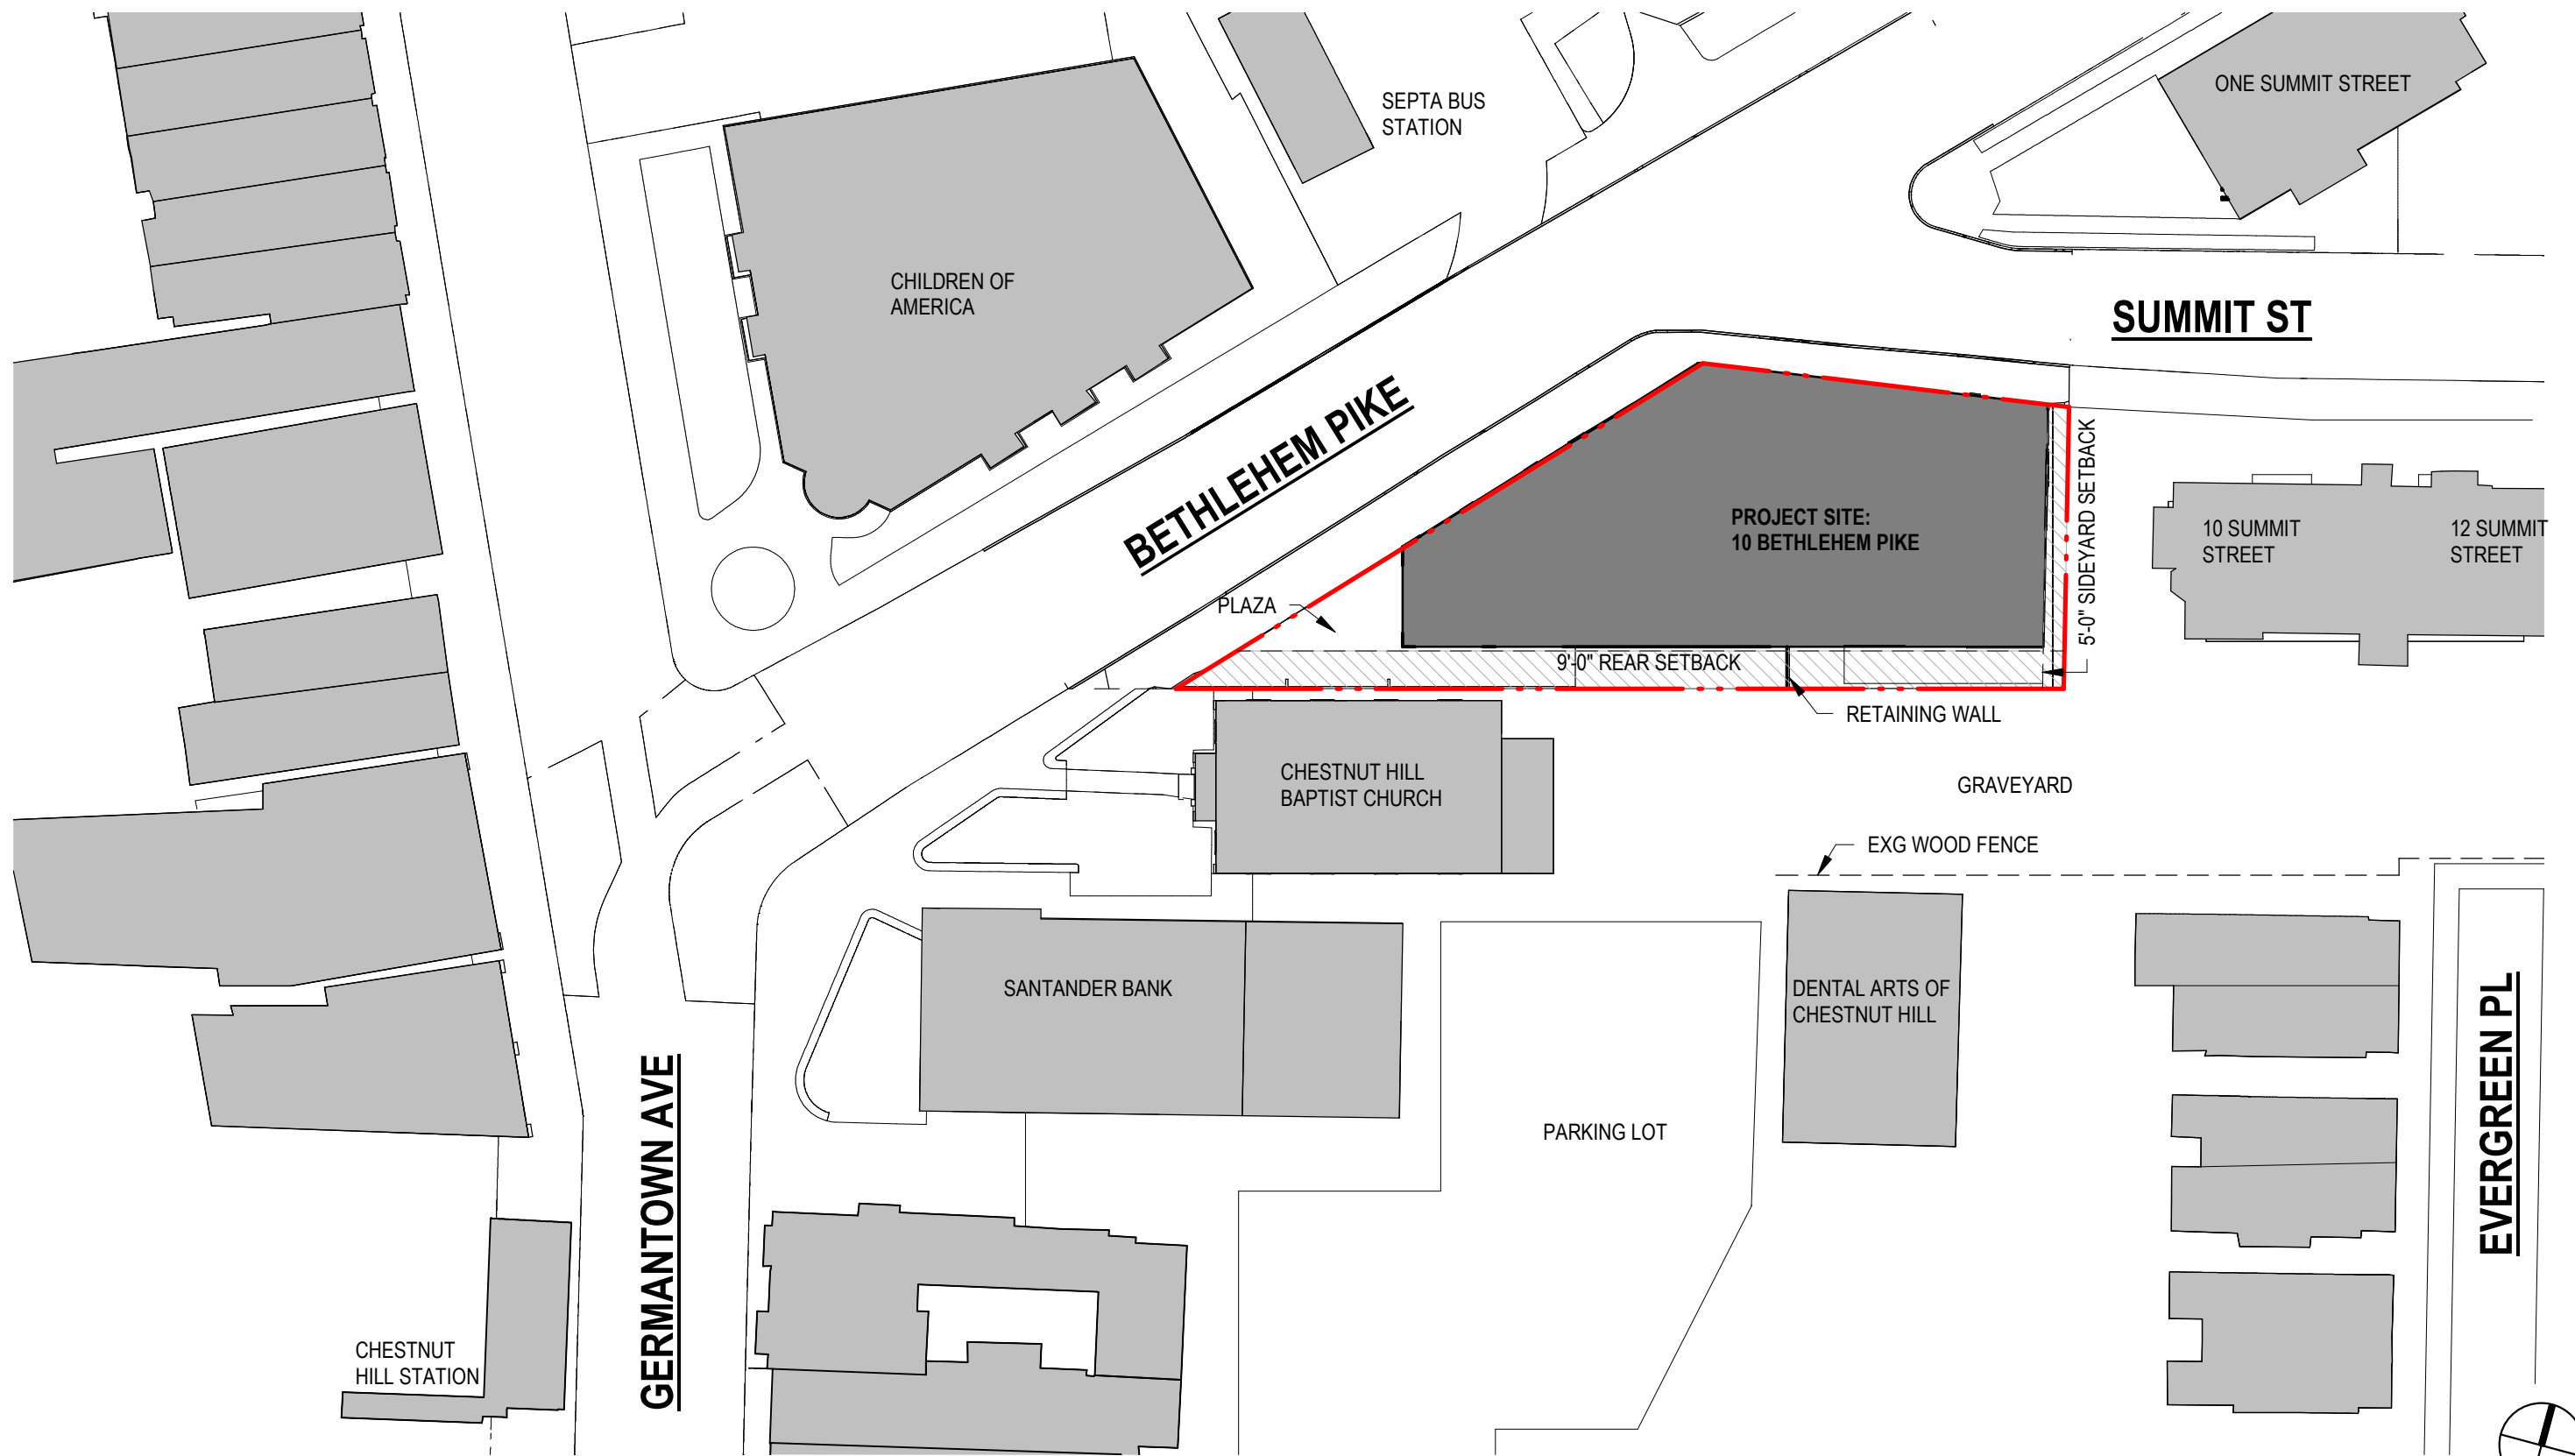 SEPTA BUS
STATION
ONE SUMMIT STREET
CHILDREN OF
AMERICA
SUMMIT ST
BETHLEHEM PIKE
5'-0" SIDEYARD SETBACK
PROJECT SITE:
10 BETHLEHEM PIKE
10 SUMMIT
STREET
12 SUMMIT
STREET
PLAZA
9'-0" REAR SETBACK
RETAINING WALL
CHESTNUT HILL
BAPTIST CHURCH
GRAVEYARD
EXG WOOD FENCE
SANTANDER BANK
DENTAL ARTS OF
CHESTNUT HILL
PARKING LOT
GERMANTOWN AVE
EVERGREEN PL
CHESTNUT
HILL STATION